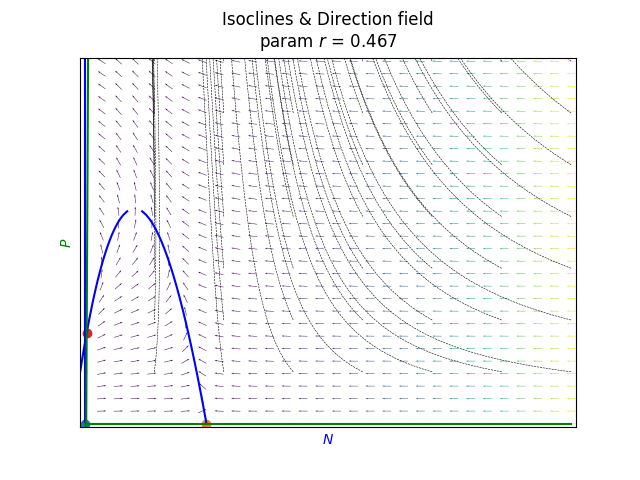 Isoclines & Direction field
param r = 0.467
P
N